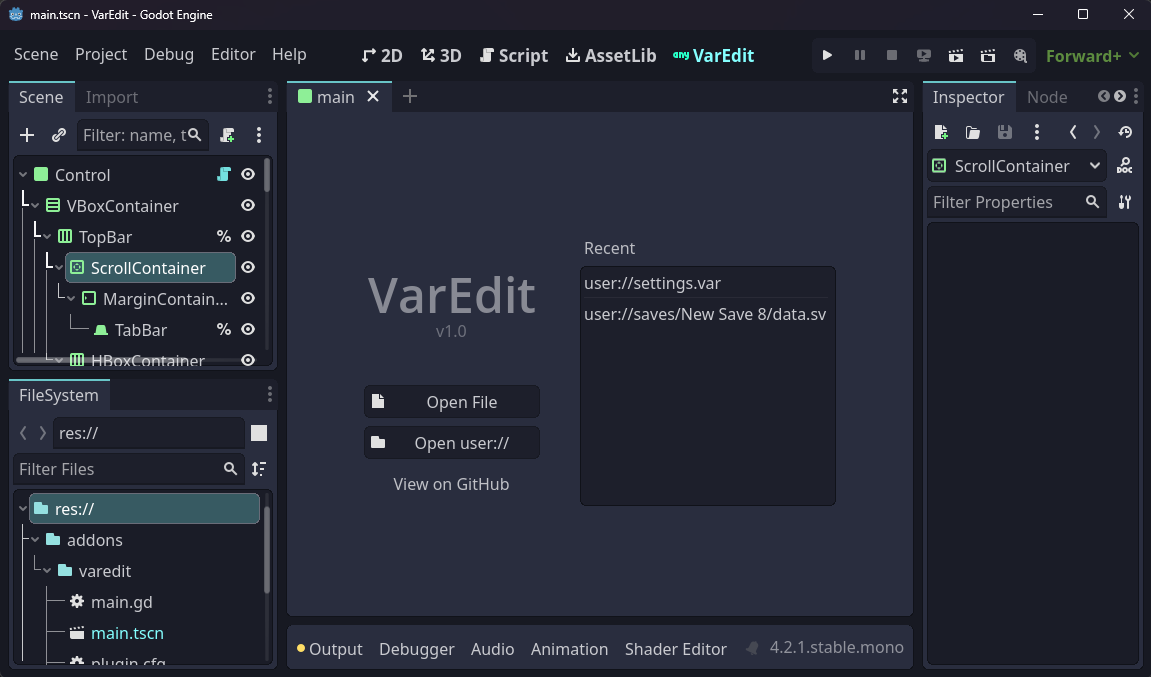 main.tscn - VarEdit - Godot Engine
Scene Project Debug Editor Help
2D 3D Script AssetLib any VarEdit
Forward+
Scene Import
Filter: name, t
Control
VBoxContainer
TopBar %
ScrollContainer
MarginContain...
TabBar %
HBoxContainer
FileSystem
res://
Filter Files
res://
addons
varedit
main.gd
main.tscn
plugin.cfg
main
VarEdit
v1.0
Open File
Open user://
View on GitHub
Recent
user://settings.var
user://saves/New Save 8/data.sv
Output Debugger Audio Animation Shader Editor 4.2.1.stable.mono
Inspector Node
ScrollContainer
DOC
Filter Properties